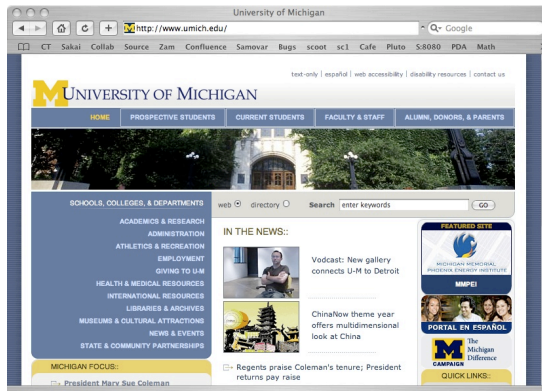 University of Michigan
http://www.umich.edu/
Google
CT Sakai Collab Source Zam Confluence Samovar Bugs scoot sc1 Cafe Pluto S:8080 PDA Math
text-only | español | web accessibility | disability resources | contact us
UNIVERSITY OF MICHIGAN
HOME PROSPECTIVE STUDENTS CURRENT STUDENTS FACULTY & STAFF ALUMNI, DONORS, & PARENTS
SCHOOLS, COLLEGES, & DEPARTMENTS
ACADEMICS & RESEARCH
ADMINISTRATION
ATHLETICS & RECREATION
EMPLOYMENT
GIVING TO U-M
HEALTH & MEDICAL RESOURCES
INTERNATIONAL RESOURCES
LIBRARIES & ARCHIVES
MUSEUMS & CULTURAL ATTRACTIONS
NEWS & EVENTS
STATE & COMMUNITY PARTNERSHIPS
MICHIGAN FOCUS::
President Mary Sue Coleman
web directory Search enter keywords GO
IN THE NEWS::
Vodcast: New gallery
connects U-M to Detroit
ChinaNow theme year
offers multidimensional
look at China
Regents praise Coleman's tenure; President
returns pay raise
FEATURED SITE
MICHIGAN MEMORIAL
PHOENIX ENERGY INSTITUTE
MMPEI
PORTAL EN ESPAÑOL
The
Michigan
Difference
CAMPAIGN
QUICK LINKS::